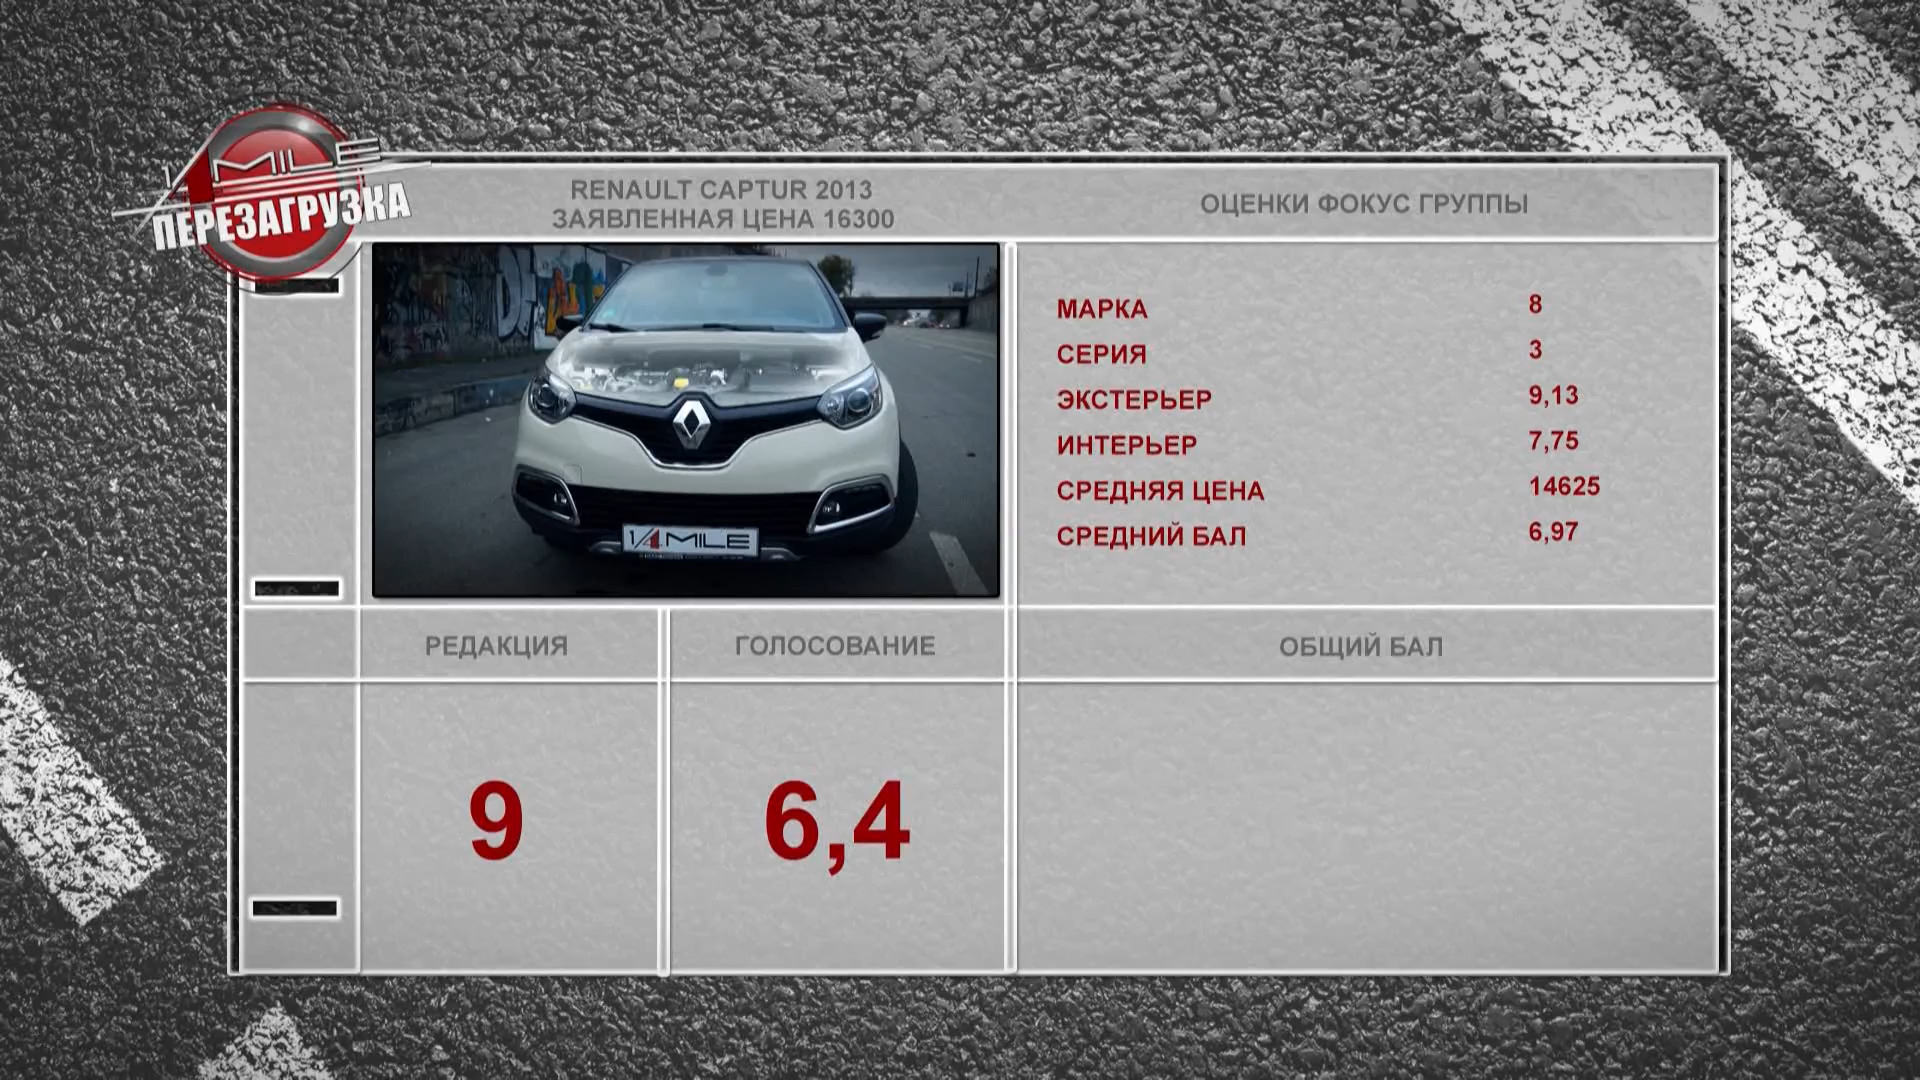 1/4 MILE
ПЕРЕЗАГРУЗКА
RENAULT CAPTUR 2013
ЗАЯВЛЕННАЯ ЦЕНА 16300
ОЦЕНКИ ФОКУС ГРУППЫ
МАРКА 8
СЕРИЯ 3
ЭКСТЕРЬЕР 9,13
ИНТЕРЬЕР 7,75
СРЕДНЯЯ ЦЕНА 14625
СРЕДНИЙ БАЛ 6,97
1/4 MILE
РЕДАКЦИЯ
ГОЛОСОВАНИЕ
ОБЩИЙ БАЛ
9
6,4